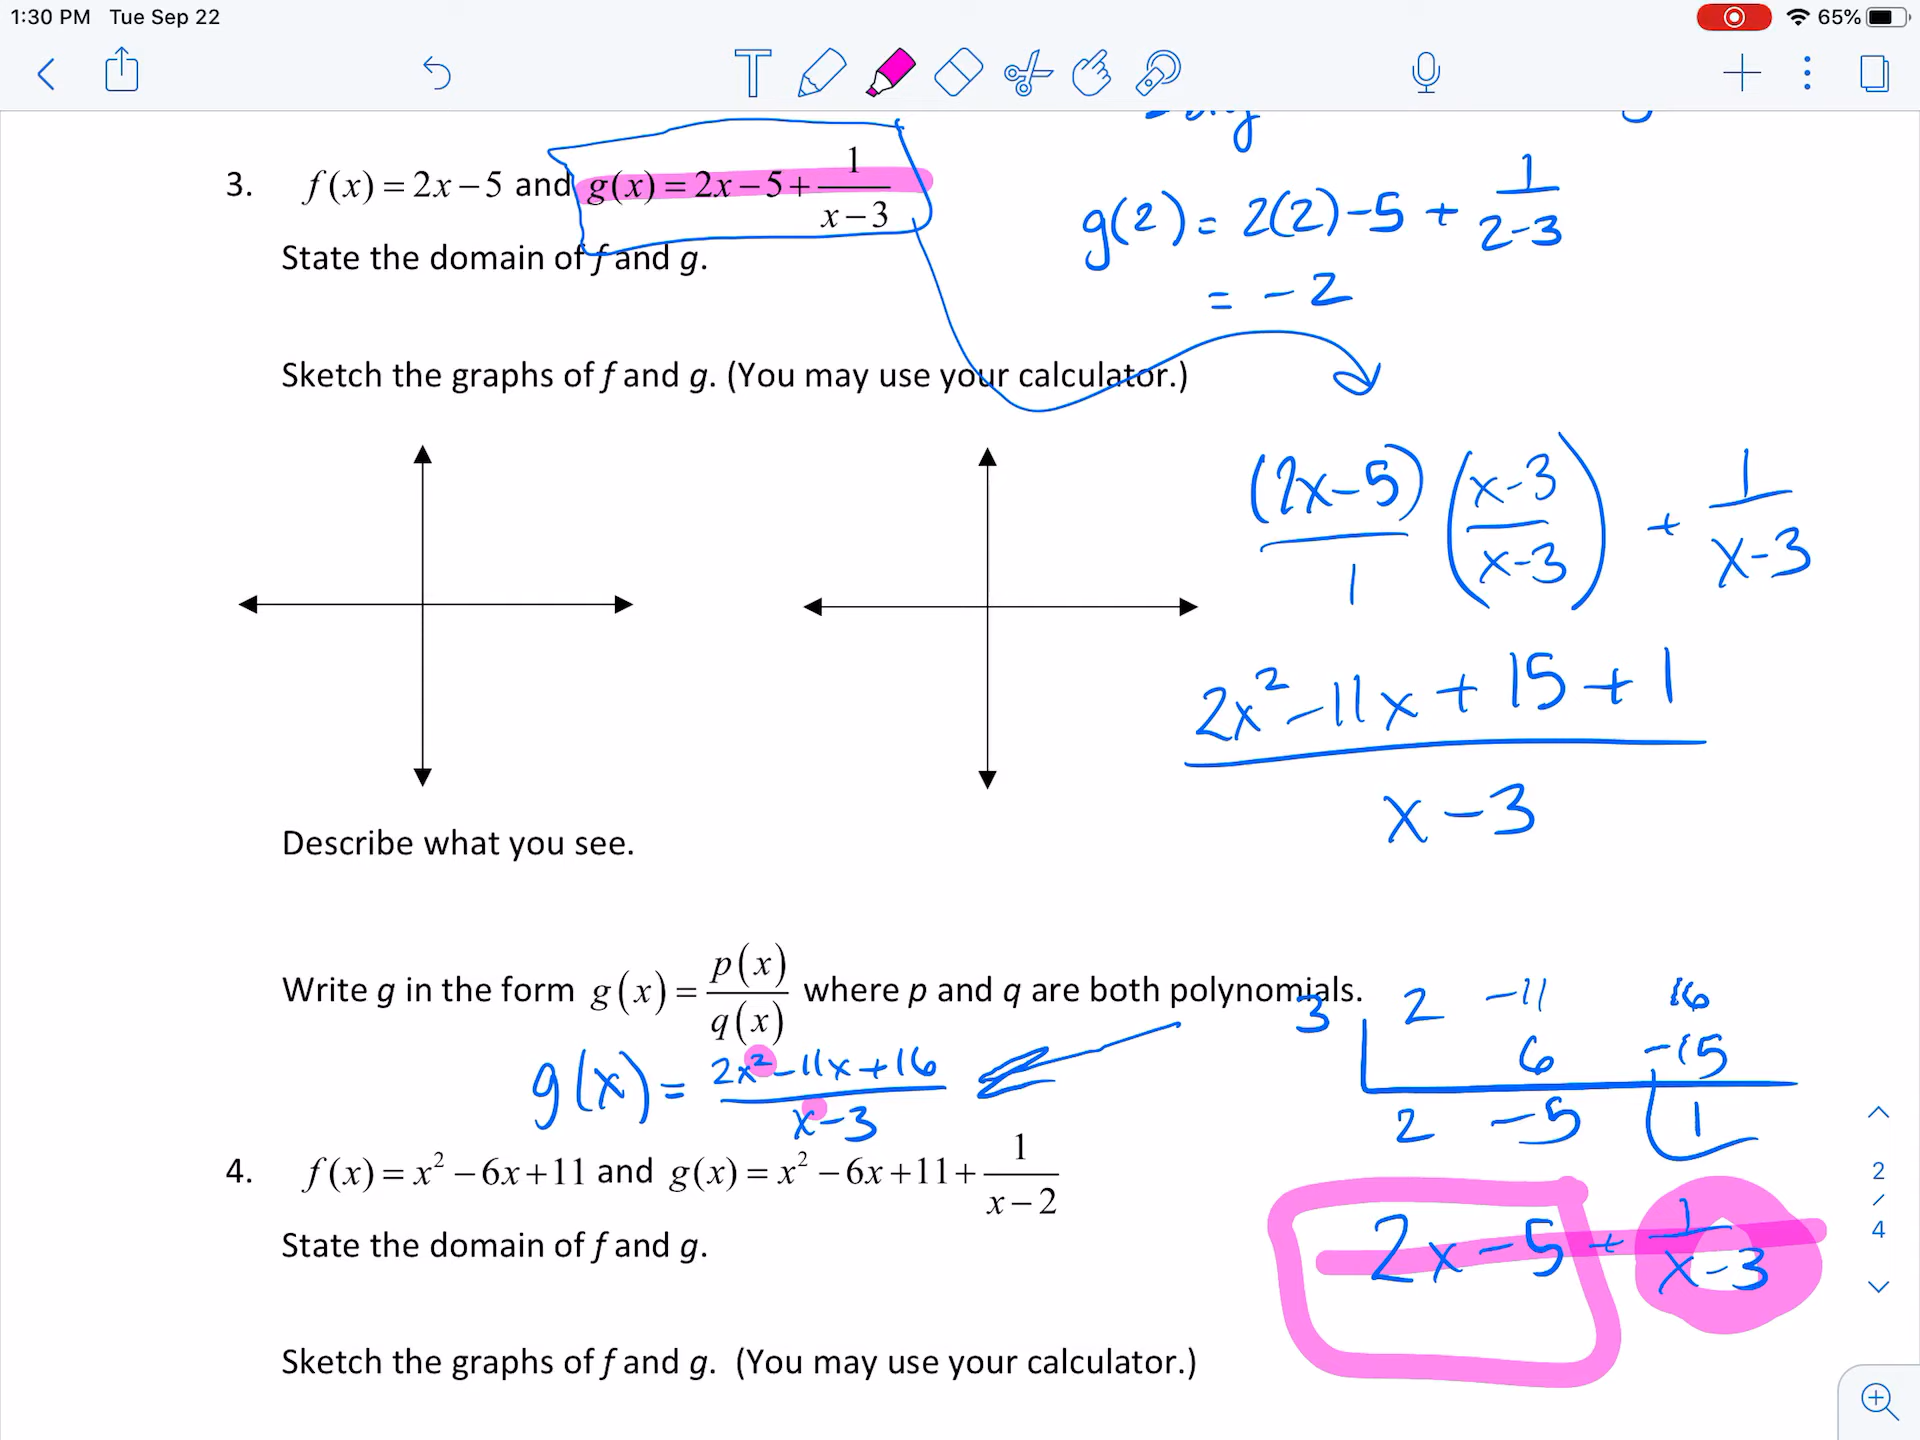 1:30 PM Tue Sep 22
65%
T
3. f(x) = 2x − 5 and g(x) = 2x − 5 + 1/(x − 3)
State the domain of f and g.
g(2) = 2(2) - 5 + 1/(2-3)
= -2
Sketch the graphs of f and g. (You may use your calculator.)
(2x-5)/1 ((x-3)/(x-3)) + 1/(x-3)
(2x² - 11x + 15 + 1)/(x - 3)
Describe what you see.
Write g in the form g(x) = p(x)/q(x) where p and q are both polynomials.
g(x) = (2x² - 11x + 16)/(x - 3)
3 2 -11 16
6 -15
2 -5 1
4. f(x) = x² − 6x + 11 and g(x) = x² − 6x + 11 + 1/(x − 2)
State the domain of f and g.
2x - 5 + 1/(x - 3)
Sketch the graphs of f and g. (You may use your calculator.)
2
/
4